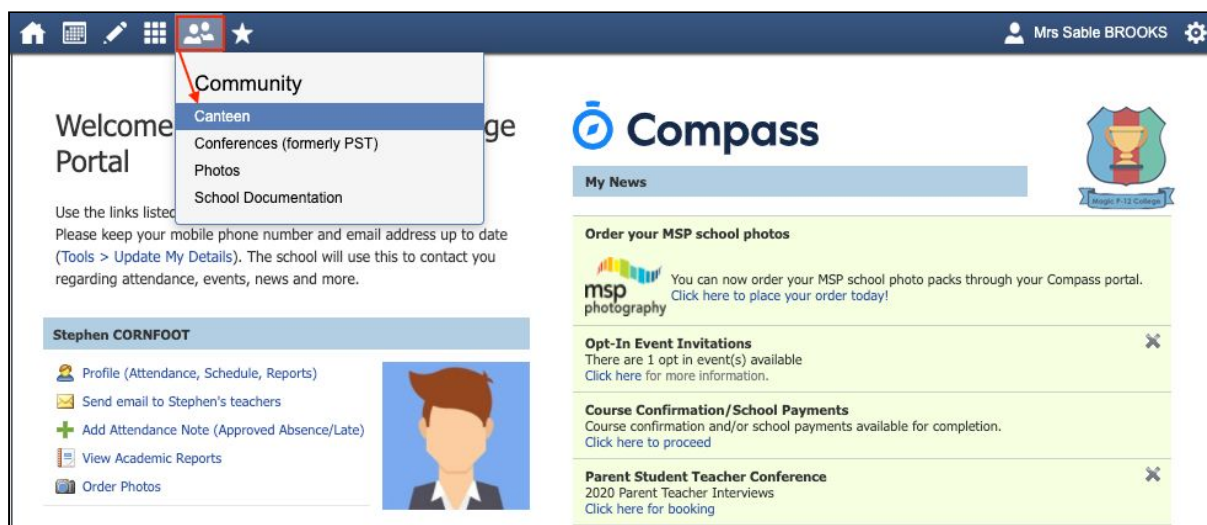 Mrs Sable BROOKS
Community
Canteen
Conferences (formerly PST)
Photos
School Documentation
Welcome
ge
Portal
Use the links listed
Please keep your mobile phone number and email address up to date
(Tools > Update My Details). The school will use this to contact you
regarding attendance, events, news and more.
Stephen CORNFOOT
Profile (Attendance, Schedule, Reports)
Send email to Stephen's teachers
Add Attendance Note (Approved Absence/Late)
View Academic Reports
Order Photos
Compass
Magic P-12 College
My News
Order your MSP school photos
msp
photography
You can now order your MSP school photo packs through your Compass portal.
Click here to place your order today!
Opt-In Event Invitations
There are 1 opt in event(s) available
Click here for more information.
Course Confirmation/School Payments
Course confirmation and/or school payments available for completion.
Click here to proceed
Parent Student Teacher Conference
2020 Parent Teacher Interviews
Click here for booking